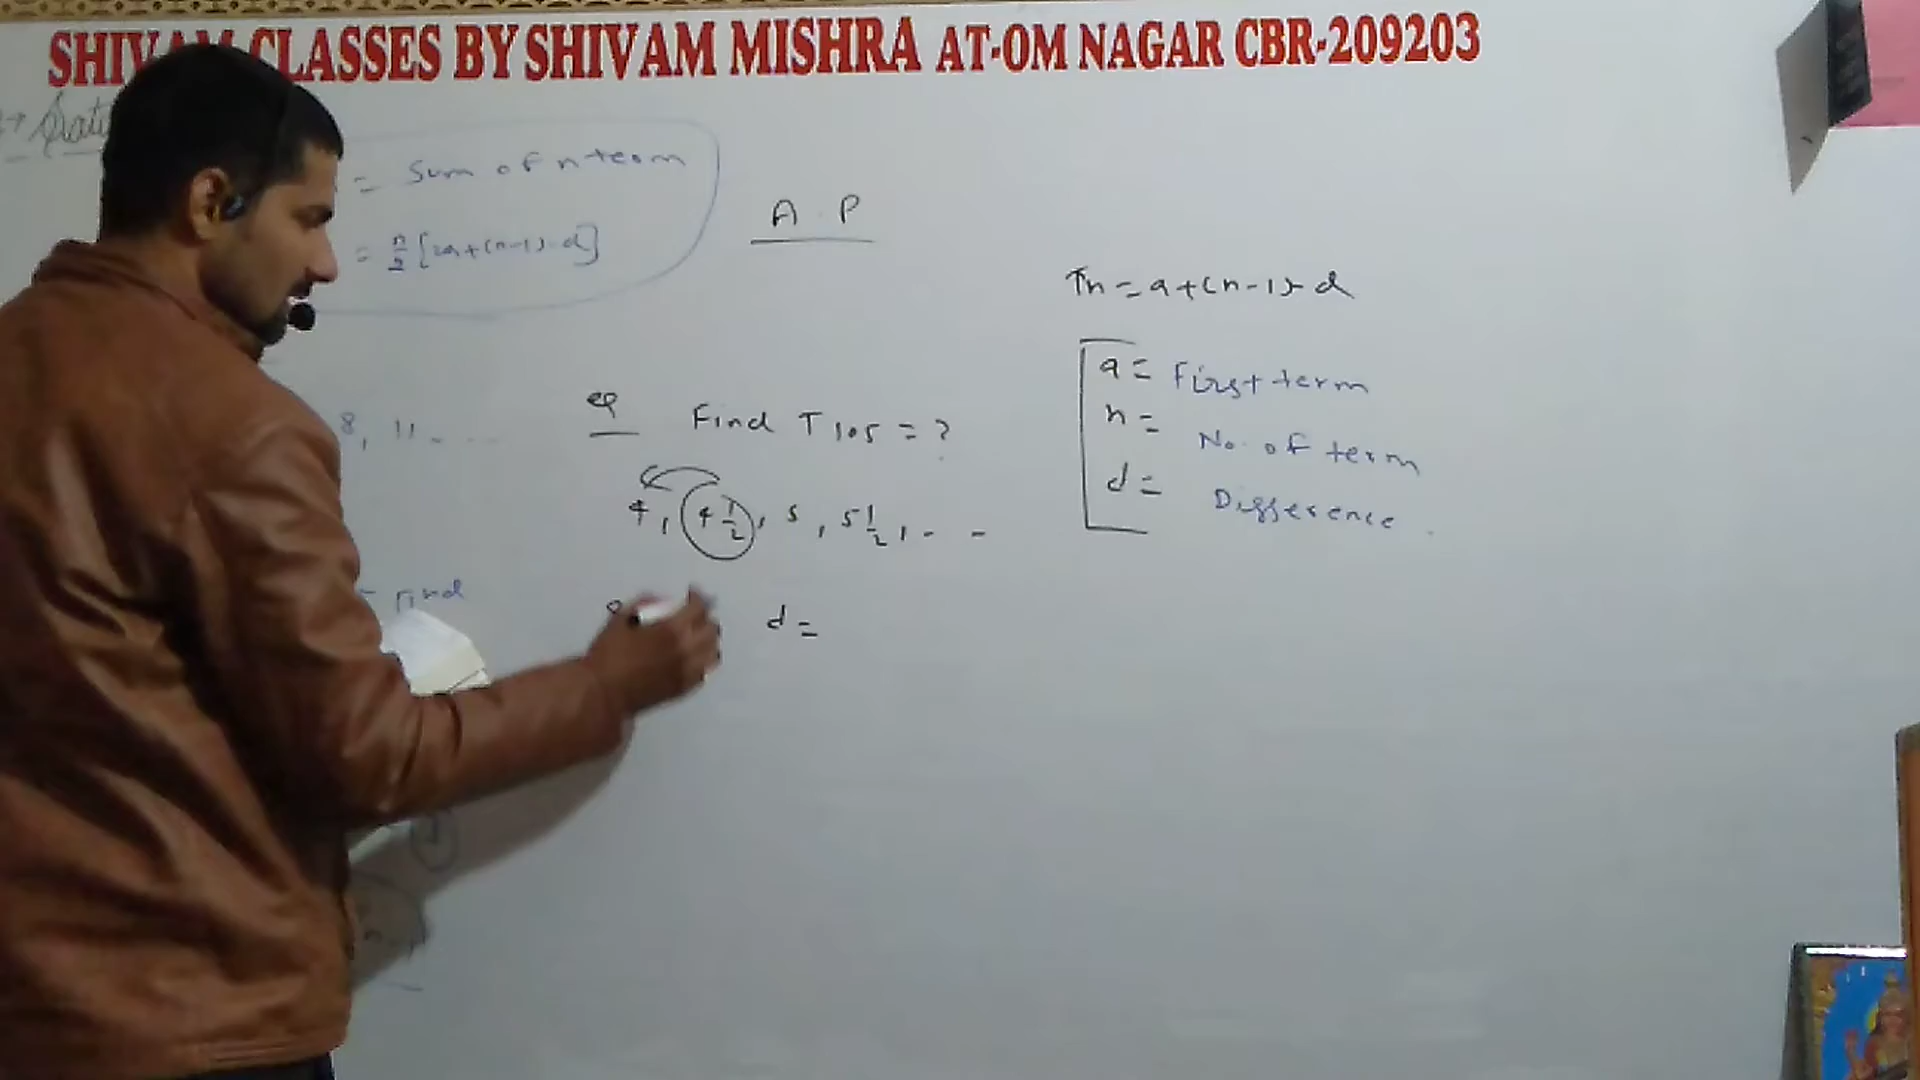 SHIVAM CLASSES BY SHIVAM MISHRA AT-OM NAGAR CBR-209203
= Sum of n term
= n/2 [2a+(n-1)·d]
A.P
Tn = a+(n-1)·d
a = First term
n = No. of term
d = Difference
8, 11 - - -
eg Find T105 = ?
4, 4 1/2, 5, 5 1/2, - -
Find
d =